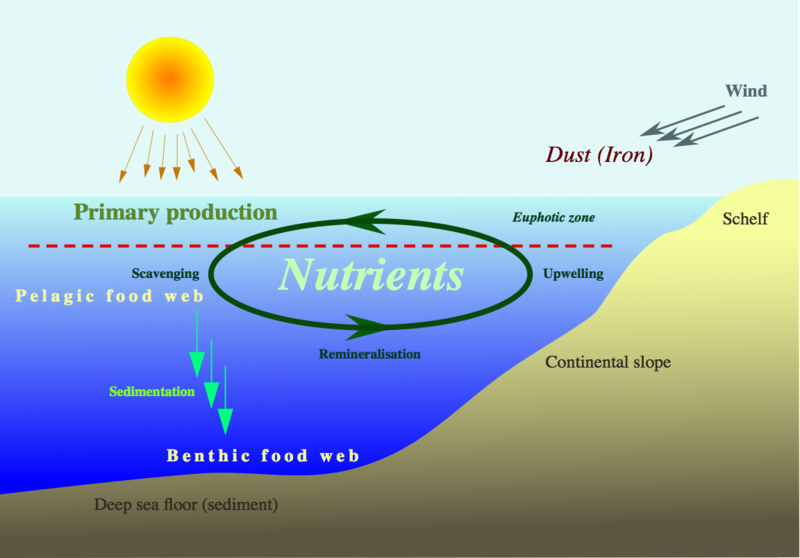 Wind
Dust (Iron)
Primary production
Euphotic zone
Schelf
Scavenging
Nutrients
Upwelling
Pelagic food web
Remineralisation
Continental slope
Sedimentation
Benthic food web
Deep sea floor (sediment)